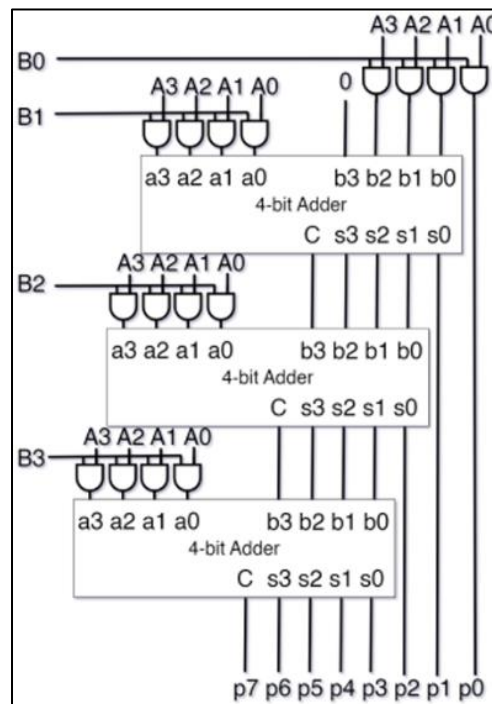 A3 A2 A1 A0
B0
A3 A2 A1 A0
0
B1
a3 a2 a1 a0 b3 b2 b1 b0
4-bit Adder
C s3 s2 s1 s0
A3 A2 A1 A0
B2
a3 a2 a1 a0 b3 b2 b1 b0
4-bit Adder
C s3 s2 s1 s0
A3 A2 A1 A0
B3
a3 a2 a1 a0 b3 b2 b1 b0
4-bit Adder
C s3 s2 s1 s0
p7 p6 p5 p4 p3 p2 p1 p0